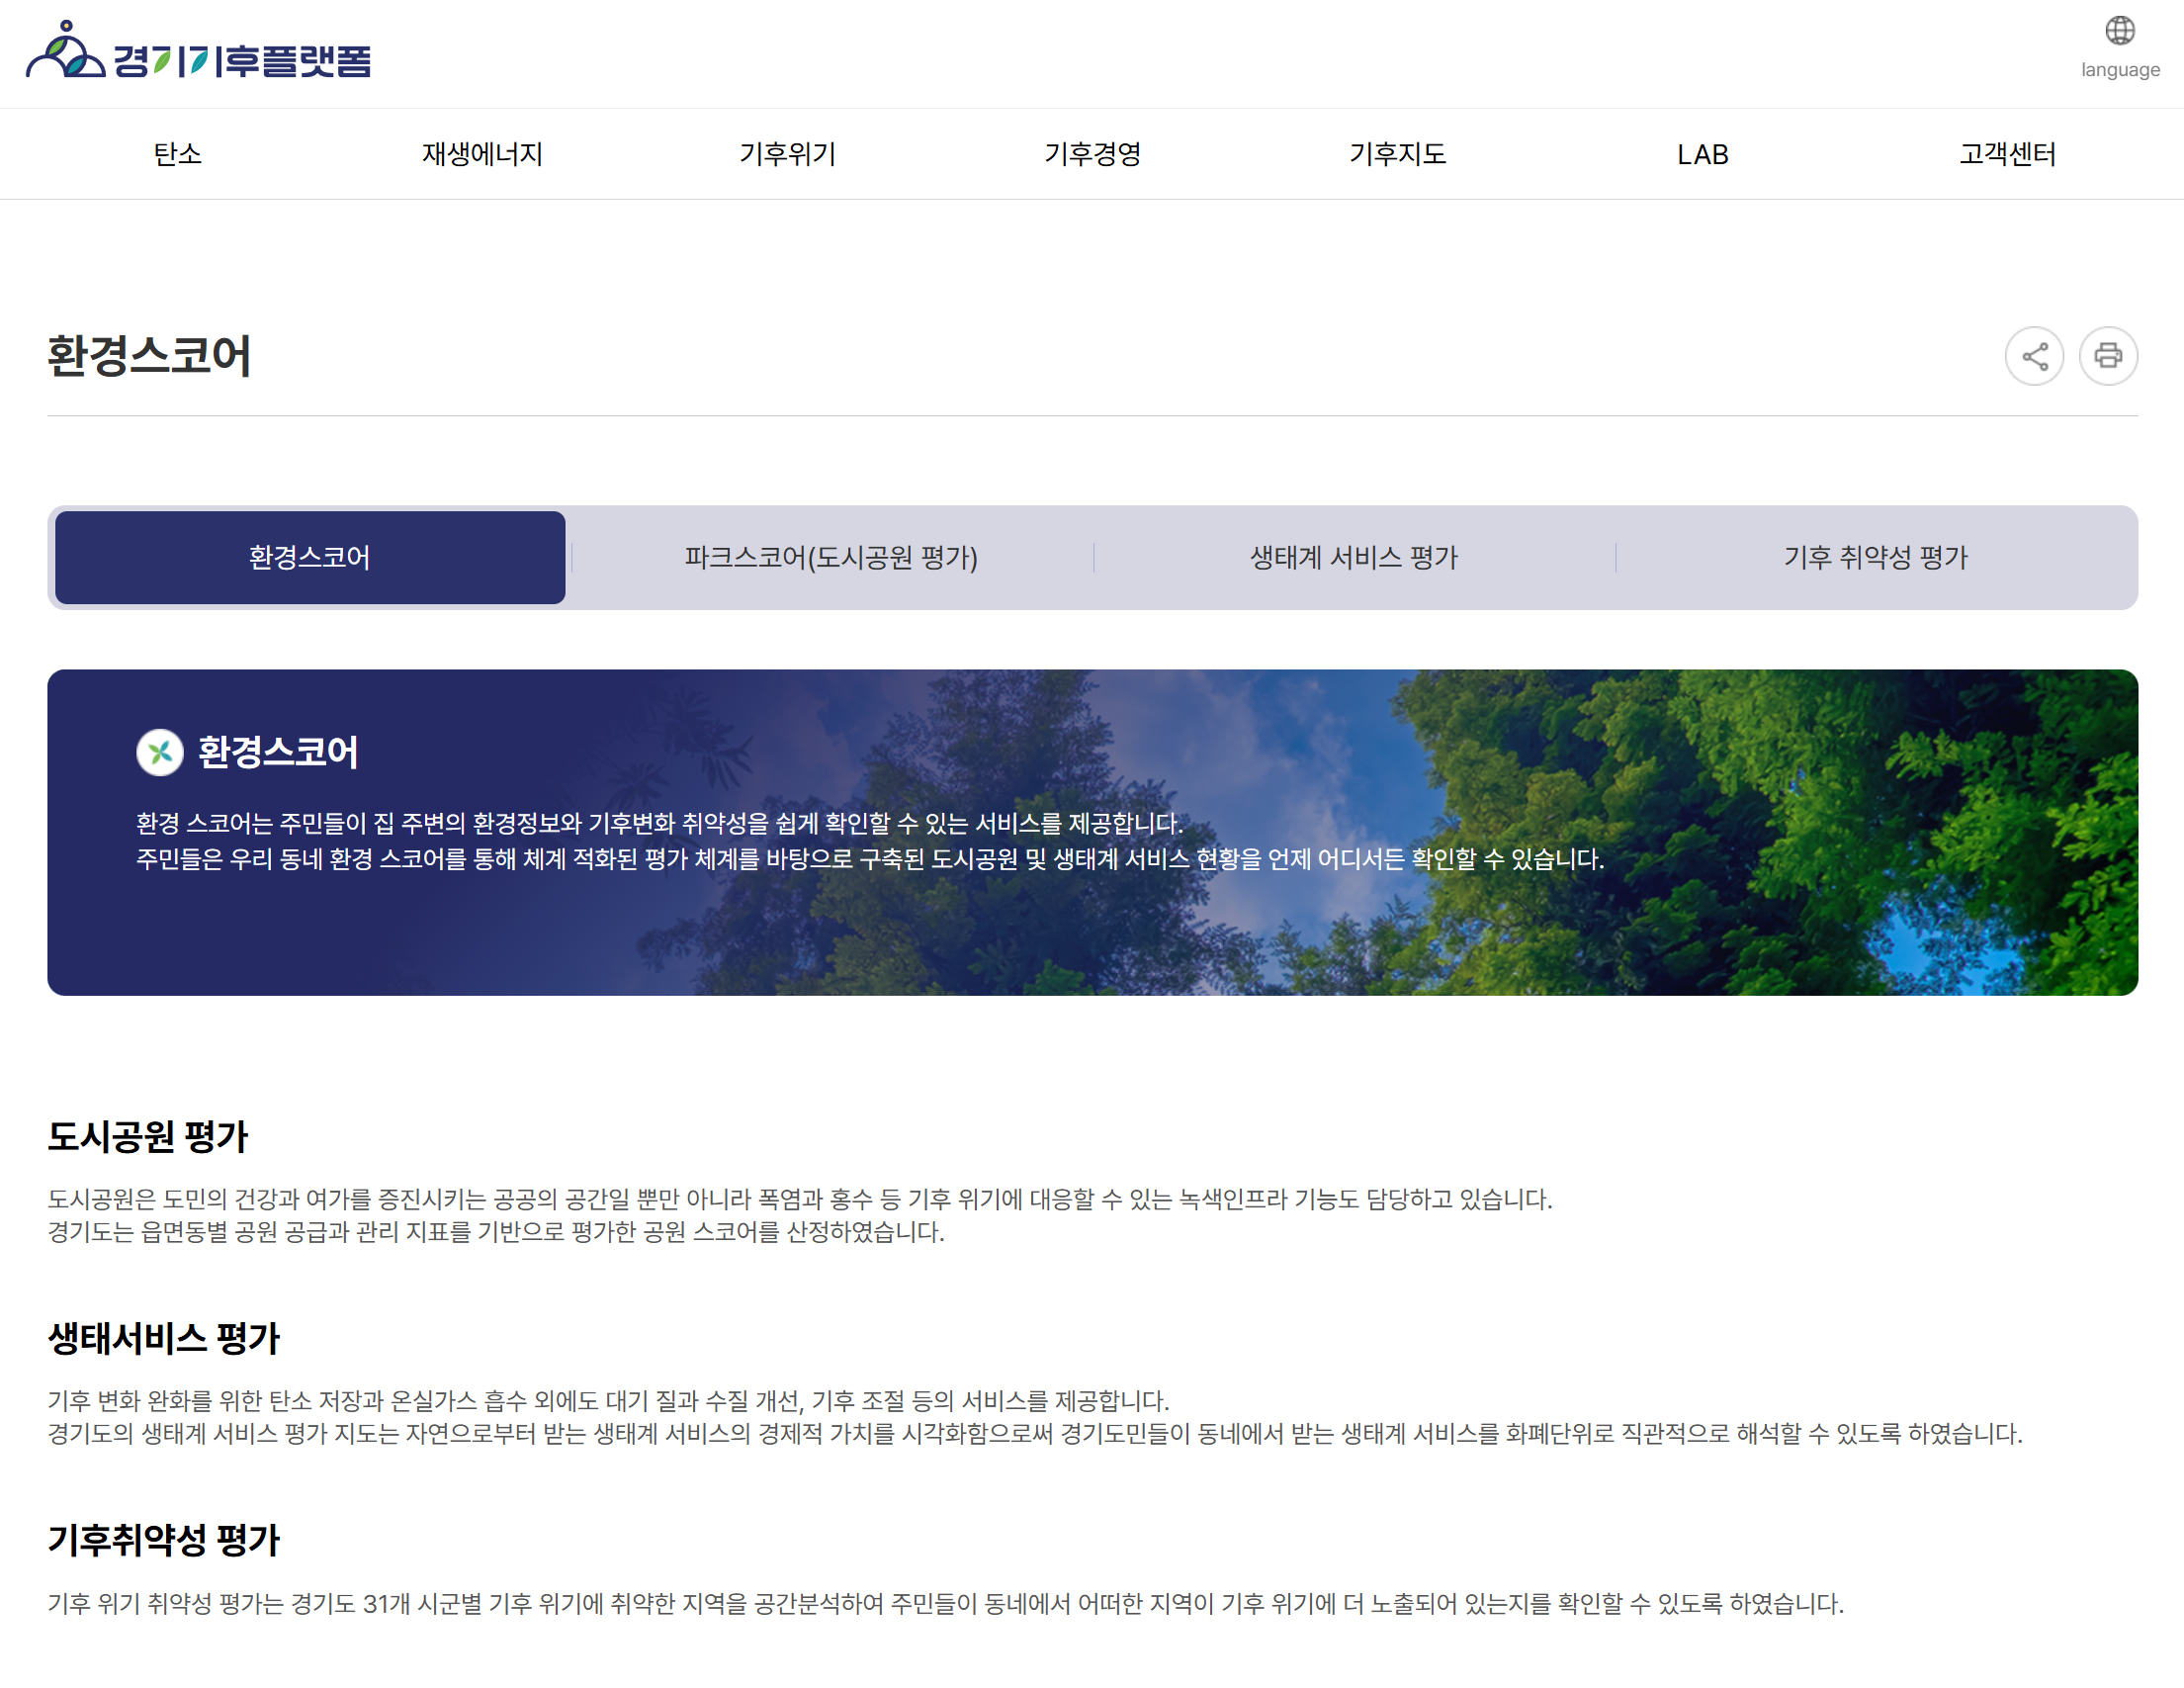 경기기후플랫폼
language
탄소
재생에너지
기후위기
기후경영
기후지도
LAB
고객센터
환경스코어
환경스코어
파크스코어(도시공원 평가)
생태계 서비스 평가
기후 취약성 평가
환경스코어
환경 스코어는 주민들이 집 주변의 환경정보와 기후변화 취약성을 쉽게 확인할 수 있는 서비스를 제공합니다.
주민들은 우리 동네 환경 스코어를 통해 체계 적화된 평가 체계를 바탕으로 구축된 도시공원 및 생태계 서비스 현황을 언제 어디서든 확인할 수 있습니다.
도시공원 평가
도시공원은 도민의 건강과 여가를 증진시키는 공공의 공간일 뿐만 아니라 폭염과 홍수 등 기후 위기에 대응할 수 있는 녹색인프라 기능도 담당하고 있습니다.
경기도는 읍면동별 공원 공급과 관리 지표를 기반으로 평가한 공원 스코어를 산정하였습니다.
생태서비스 평가
기후 변화 완화를 위한 탄소 저장과 온실가스 흡수 외에도 대기 질과 수질 개선, 기후 조절 등의 서비스를 제공합니다.
경기도의 생태계 서비스 평가 지도는 자연으로부터 받는 생태계 서비스의 경제적 가치를 시각화함으로써 경기도민들이 동네에서 받는 생태계 서비스를 화폐단위로 직관적으로 해석할 수 있도록 하였습니다.
기후취약성 평가
기후 위기 취약성 평가는 경기도 31개 시군별 기후 위기에 취약한 지역을 공간분석하여 주민들이 동네에서 어떠한 지역이 기후 위기에 더 노출되어 있는지를 확인할 수 있도록 하였습니다.